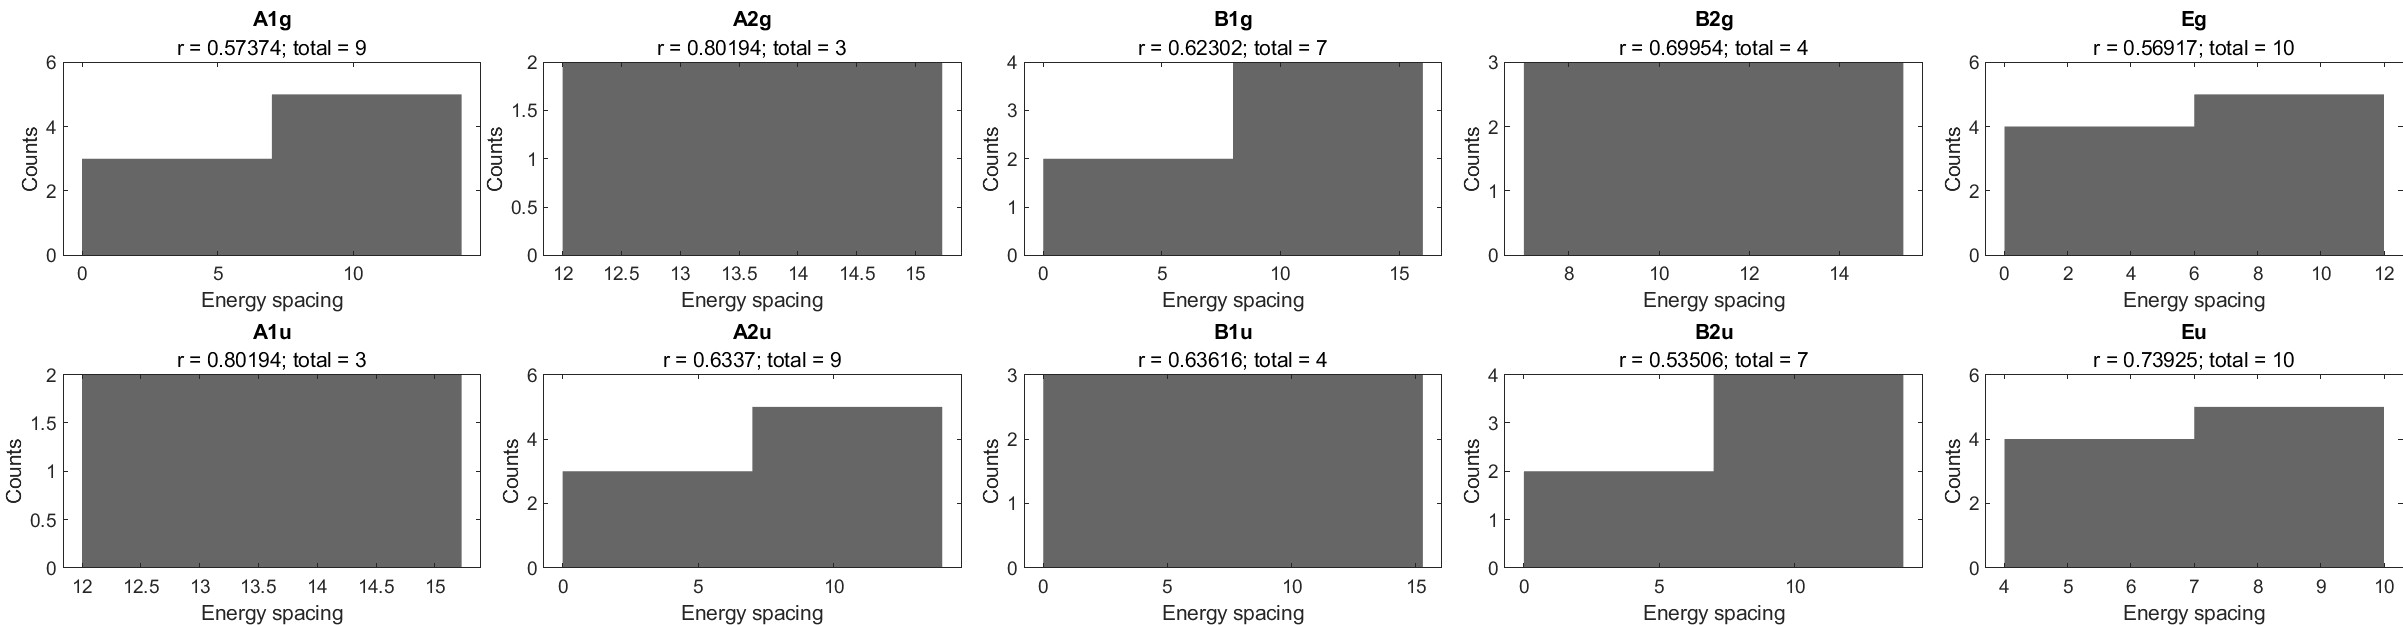 A1g
r = 0.57374; total = 9
6
4
2
0
Counts
0 5 10
Energy spacing
A2g
r = 0.80194; total = 3
2
1.5
1
0.5
0
Counts
12 12.5 13 13.5 14 14.5 15
Energy spacing
B1g
r = 0.62302; total = 7
4
3
2
1
0
Counts
0 5 10 15
Energy spacing
B2g
r = 0.69954; total = 4
3
2
1
0
Counts
8 10 12 14
Energy spacing
Eg
r = 0.56917; total = 10
6
4
2
0
Counts
0 2 4 6 8 10 12
Energy spacing
A1u
r = 0.80194; total = 3
2
1.5
1
0.5
0
Counts
12 12.5 13 13.5 14 14.5 15
Energy spacing
A2u
r = 0.6337; total = 9
6
4
2
0
Counts
0 5 10
Energy spacing
B1u
r = 0.63616; total = 4
3
2
1
0
Counts
0 5 10 15
Energy spacing
B2u
r = 0.53506; total = 7
4
3
2
1
0
Counts
0 5 10
Energy spacing
Eu
r = 0.73925; total = 10
6
4
2
0
Counts
4 5 6 7 8 9 10
Energy spacing